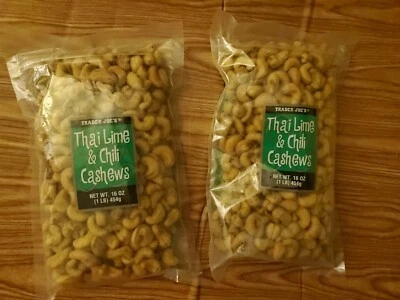 TRADER JOE'S®
Thai Lime
& Chili
Cashews
NET WT. 16 OZ
(1 LB) 454g
TRADER JOE'S®
Thai Lime
& Chili
Cashews
NET WT. 16 OZ
(1 LB) 454g